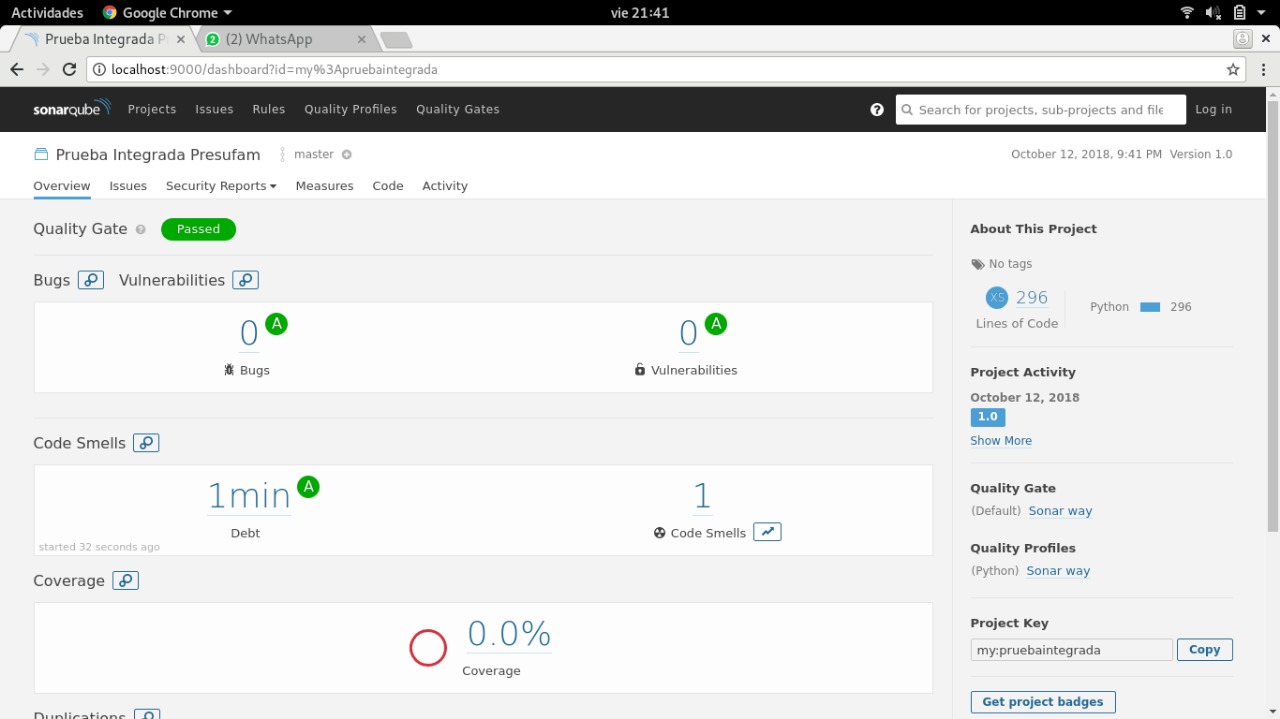 Actividades Google Chrome vie 21:41
Prueba Integrada P (2) WhatsApp
localhost:9000/dashboard?id=my%3Apruebaintegrada
sonarqube Projects Issues Rules Quality Profiles Quality Gates Search for projects, sub-projects and file Log in
Prueba Integrada Presufam master October 12, 2018, 9:41 PM Version 1.0
Overview Issues Security Reports Measures Code Activity
Quality Gate Passed
Bugs Vulnerabilities
0 A 0 A
Bugs Vulnerabilities
Code Smells
1min A 1
Debt Code Smells
started 32 seconds ago
Coverage
0.0%
Coverage
Duplications
About This Project
No tags
XS 296 Python 296
Lines of Code
Project Activity
October 12, 2018
1.0
Show More
Quality Gate
(Default) Sonar way
Quality Profiles
(Python) Sonar way
Project Key
my:pruebaintegrada Copy
Get project badges